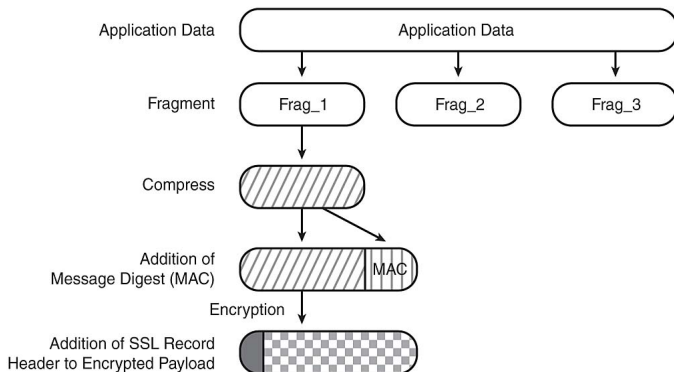 Application Data
Application Data
Fragment
Frag_1
Frag_2
Frag_3
Compress
Addition of
Message Digest (MAC)
MAC
Encryption
Addition of SSL Record
Header to Encrypted Payload